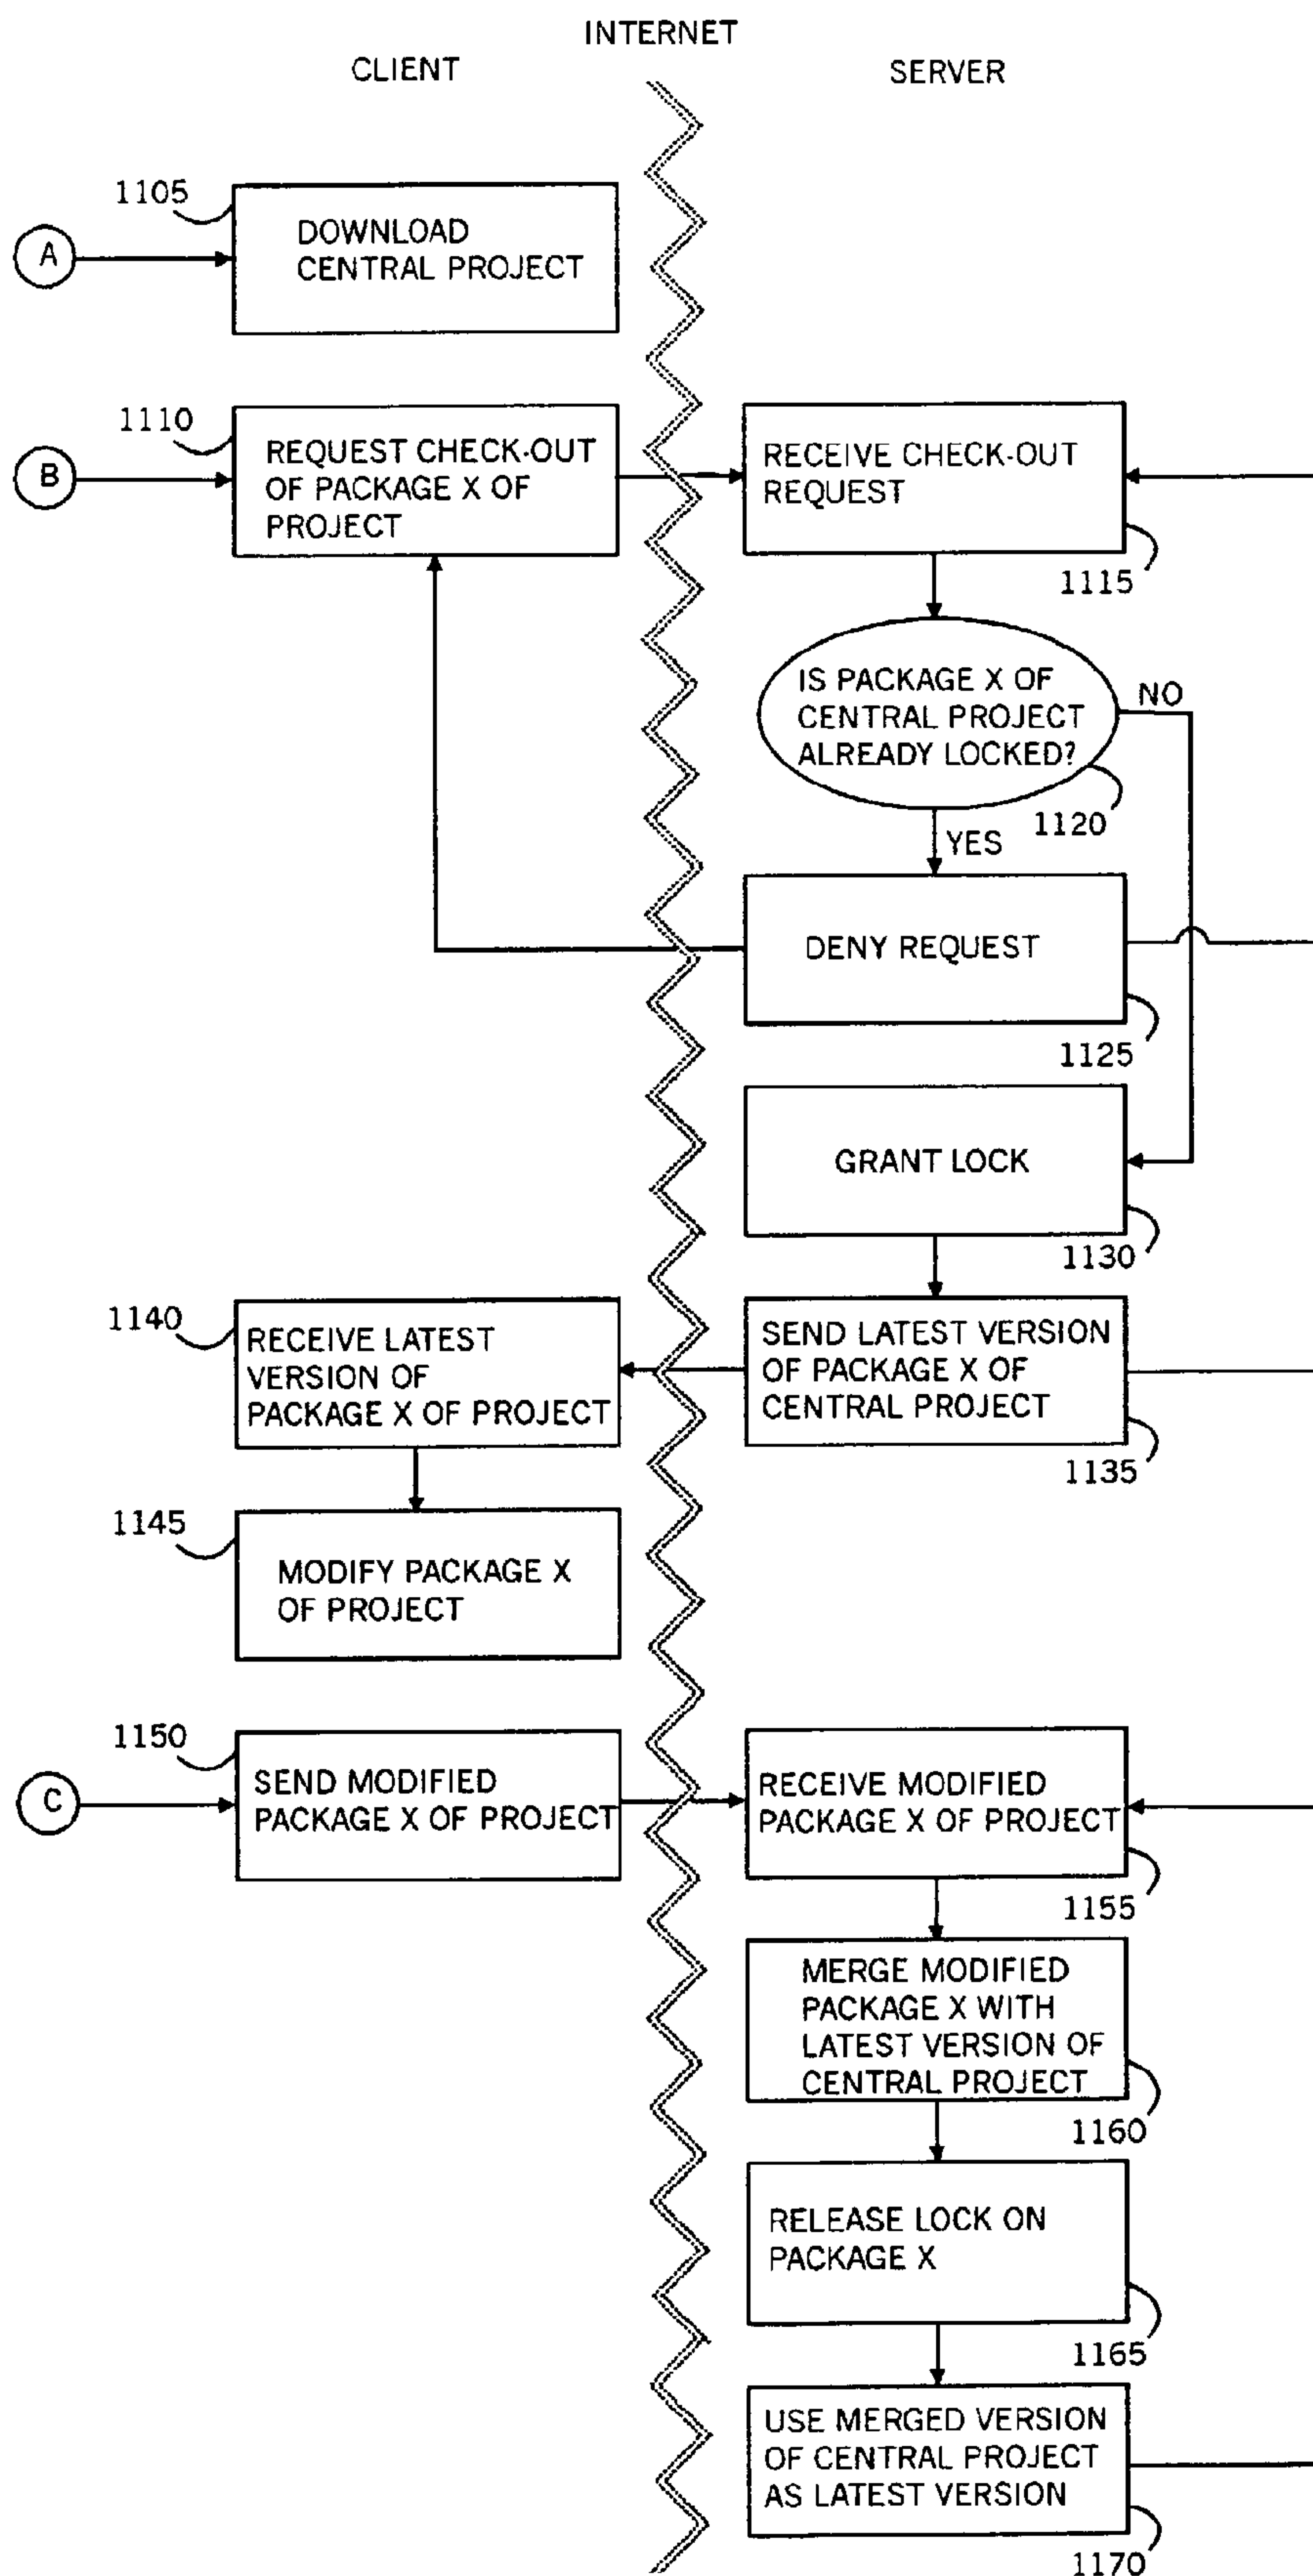 INTERNET
CLIENT
SERVER
1105
A
DOWNLOAD
CENTRAL PROJECT
1110
B
REQUEST CHECK-OUT
OF PACKAGE X OF
PROJECT
RECEIVE CHECK-OUT
REQUEST
1115
IS PACKAGE X OF
CENTRAL PROJECT
ALREADY LOCKED?
NO
1120
YES
DENY REQUEST
1125
GRANT LOCK
1130
1140
RECEIVE LATEST
VERSION OF
PACKAGE X OF PROJECT
SEND LATEST VERSION
OF PACKAGE X OF
CENTRAL PROJECT
1135
1145
MODIFY PACKAGE X
OF PROJECT
1150
C
SEND MODIFIED
PACKAGE X OF PROJECT
RECEIVE MODIFIED
PACKAGE X OF PROJECT
1155
MERGE MODIFIED
PACKAGE X WITH
LATEST VERSION OF
CENTRAL PROJECT
1160
RELEASE LOCK ON
PACKAGE X
1165
USE MERGED VERSION
OF CENTRAL PROJECT
AS LATEST VERSION
1170